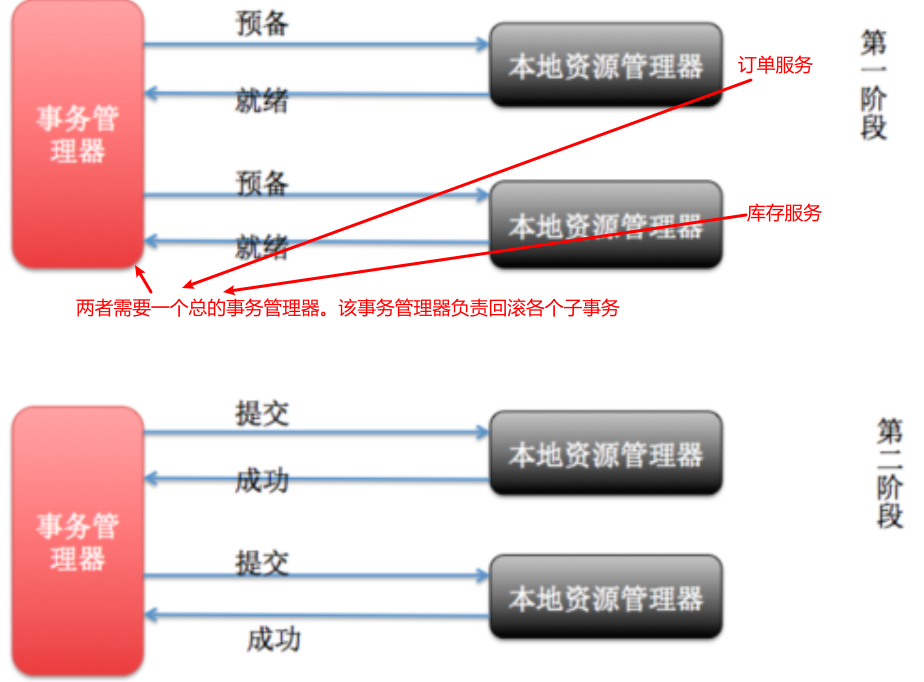 预备
本地资源管理器
订单服务
第一阶段
就绪
事务管
理器
预备
本地资源管理器
库存服务
就绪
两者需要一个总的事务管理器。该事务管理器负责回滚各个子事务
提交
本地资源管理器
第二阶段
成功
事务管
理器
提交
本地资源管理器
成功